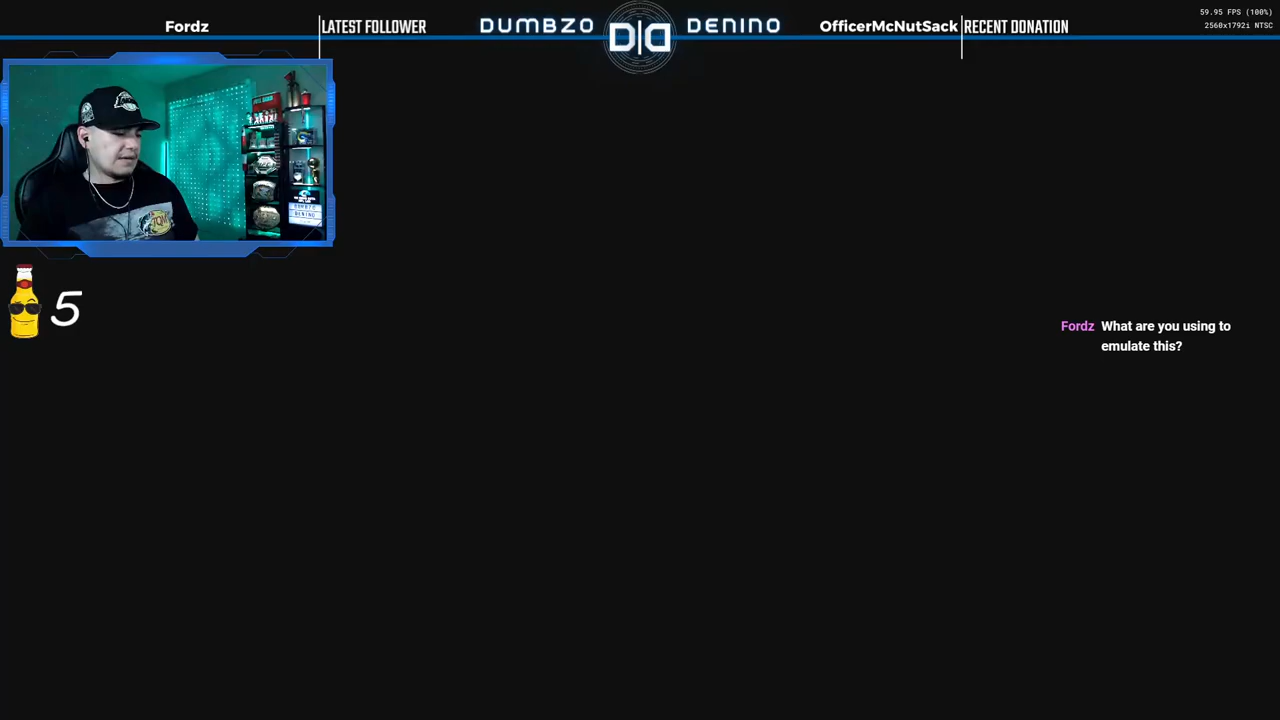 Fordz
LATEST FOLLOWER
DUMBZO
D|D
DENINO
OfficerMcNutSack
RECENT DONATION
59.95 FPS (100%)
2560x1792i NTSC
5
Fordz What are you using to
emulate this?